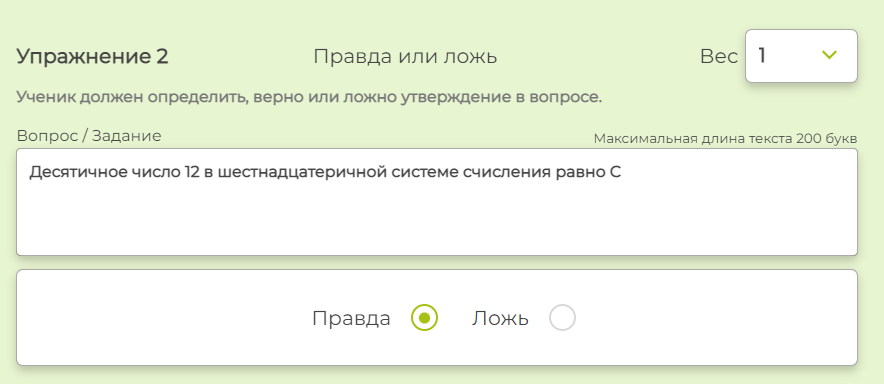 Упражнение 2 Правда или ложь Вес 1
Ученик должен определить, верно или ложно утверждение в вопросе.
Вопрос / Задание Максимальная длина текста 200 букв
Десятичное число 12 в шестнадцатеричной системе счисления равно С
Правда Ложь